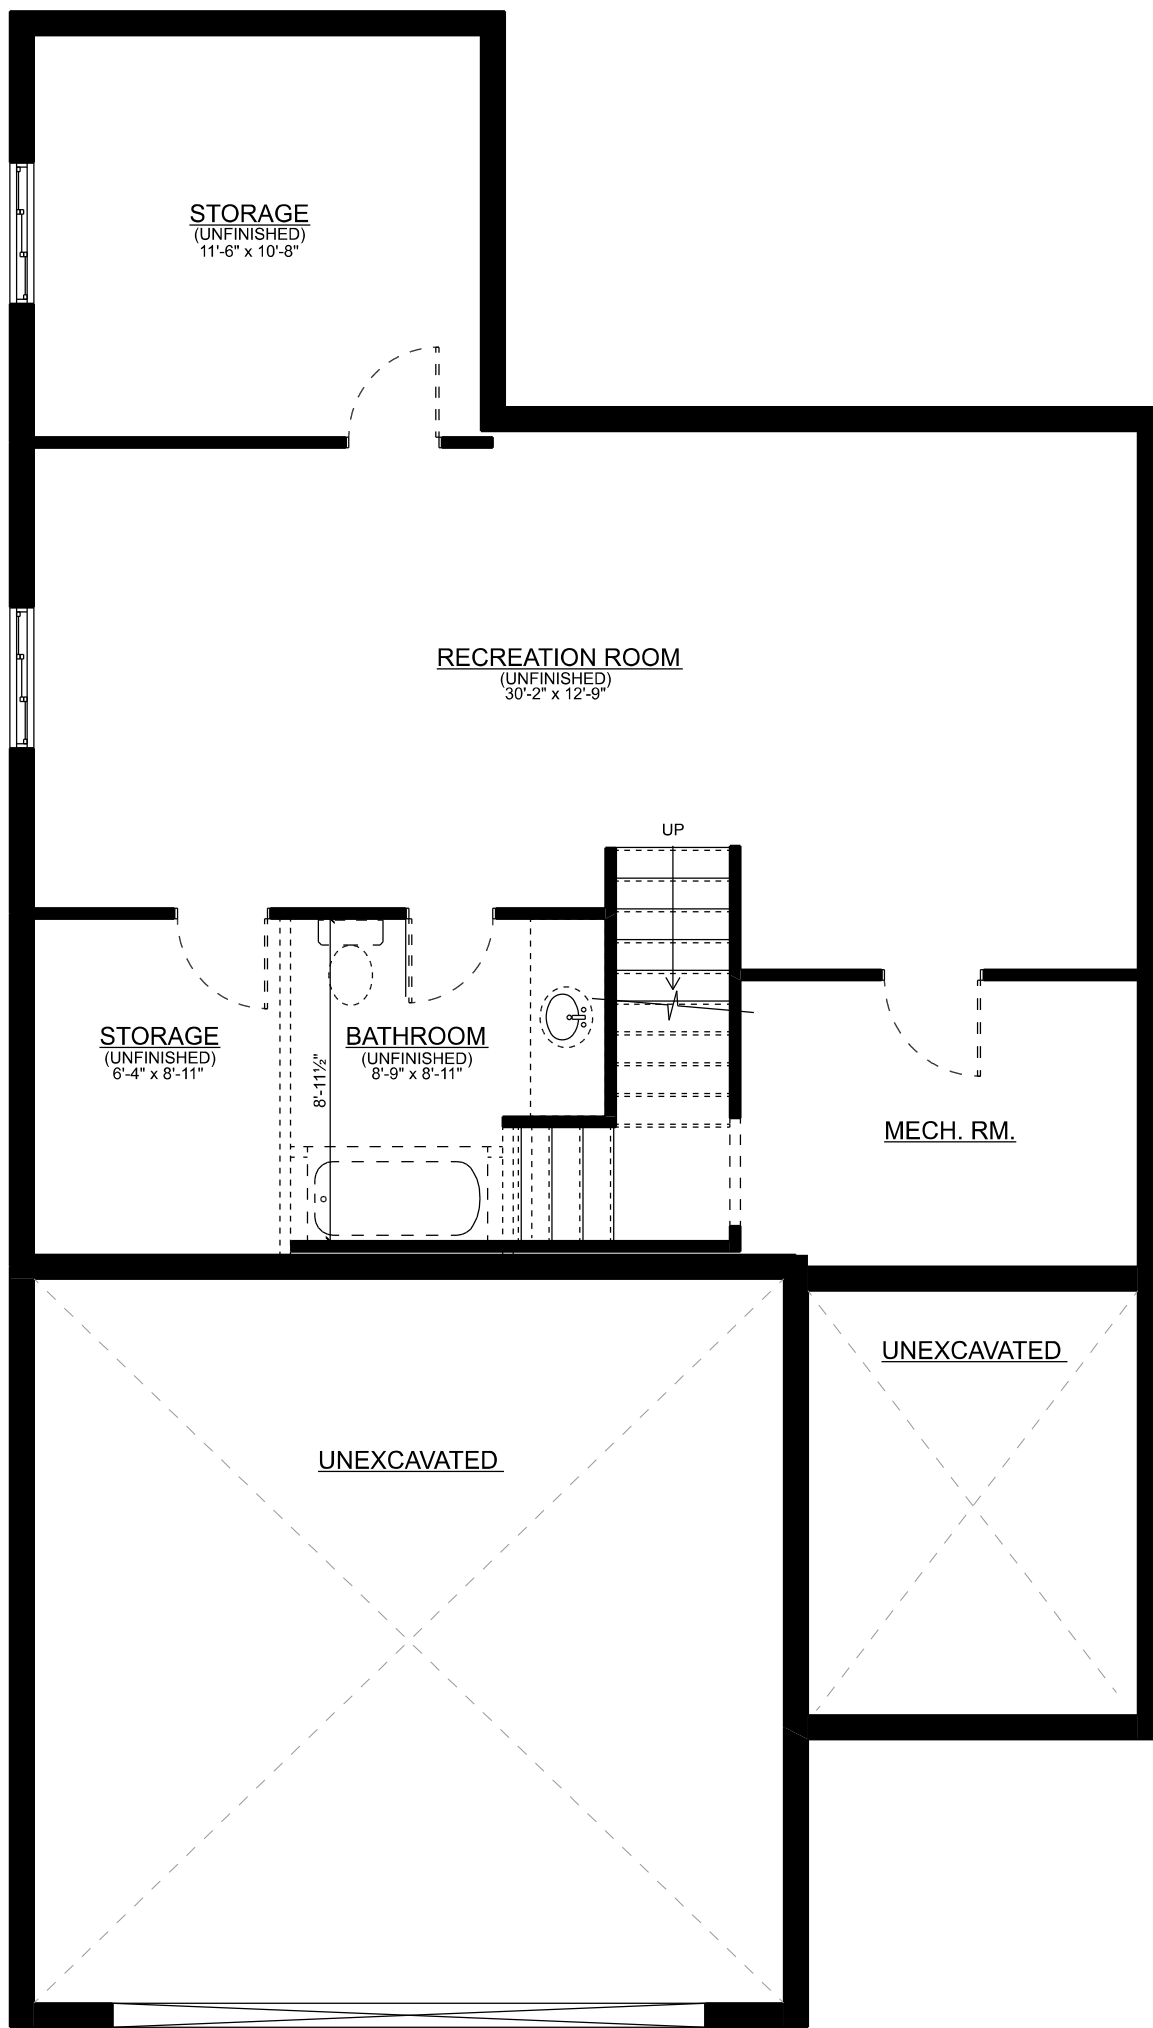 STORAGE
(UNFINISHED)
11'-6" x 10'-8"
RECREATION ROOM
(UNFINISHED)
30'-2" x 12'-9"
UP
STORAGE
(UNFINISHED)
6'-4" x 8'-11"
8'-11½"
BATHROOM
(UNFINISHED)
8'-9" x 8'-11"
MECH. RM.
UNEXCAVATED
UNEXCAVATED